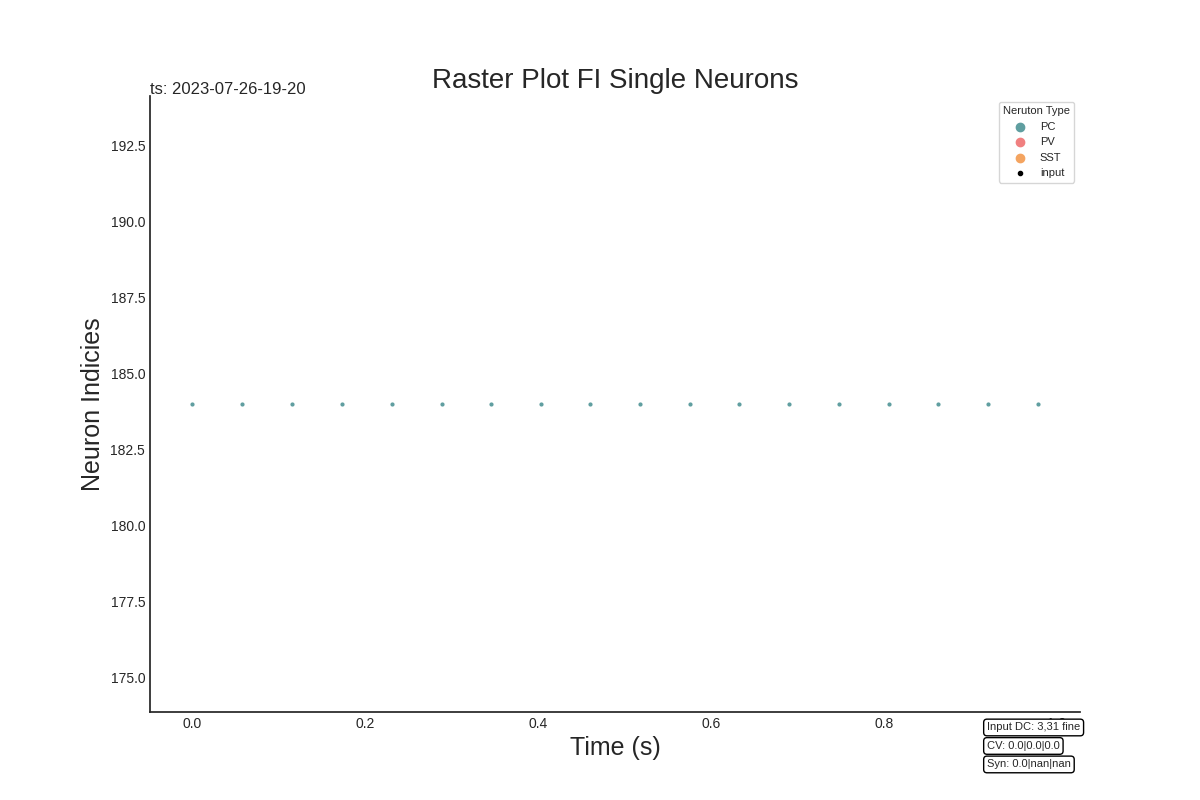 Raster Plot FI Single Neurons
ts: 2023-07-26-19-20
Neruton Type
PC
PV
SST
input
192.5
190.0
187.5
185.0
182.5
180.0
177.5
175.0
Neuron Indicies
0.0
0.2
0.4
0.6
0.8
Time (s)
Input DC: 3,31 fine
CV: 0.0|0.0|0.0
Syn: 0.0|nan|nan